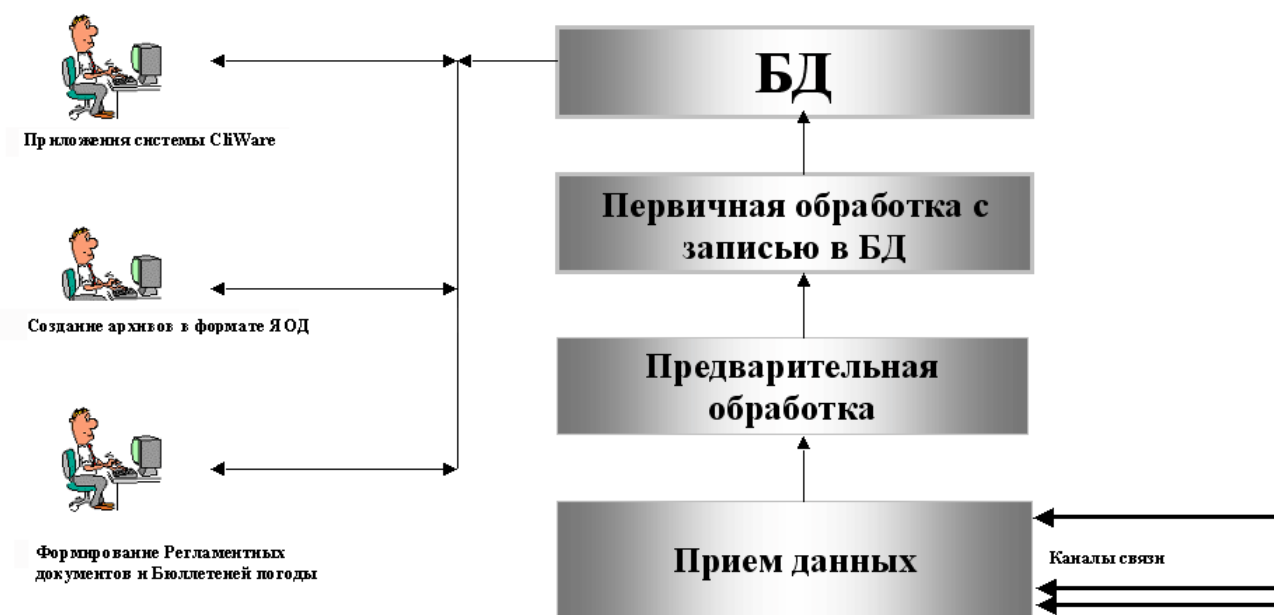 БД
Приложения системы CliWare
Первичная обработка с
записью в БД
Создание архивов в формате ЯОД
Предварительная
обработка
Формирование Регламентных
документов и Бюллетеней погоды
Прием данных
Каналы связи